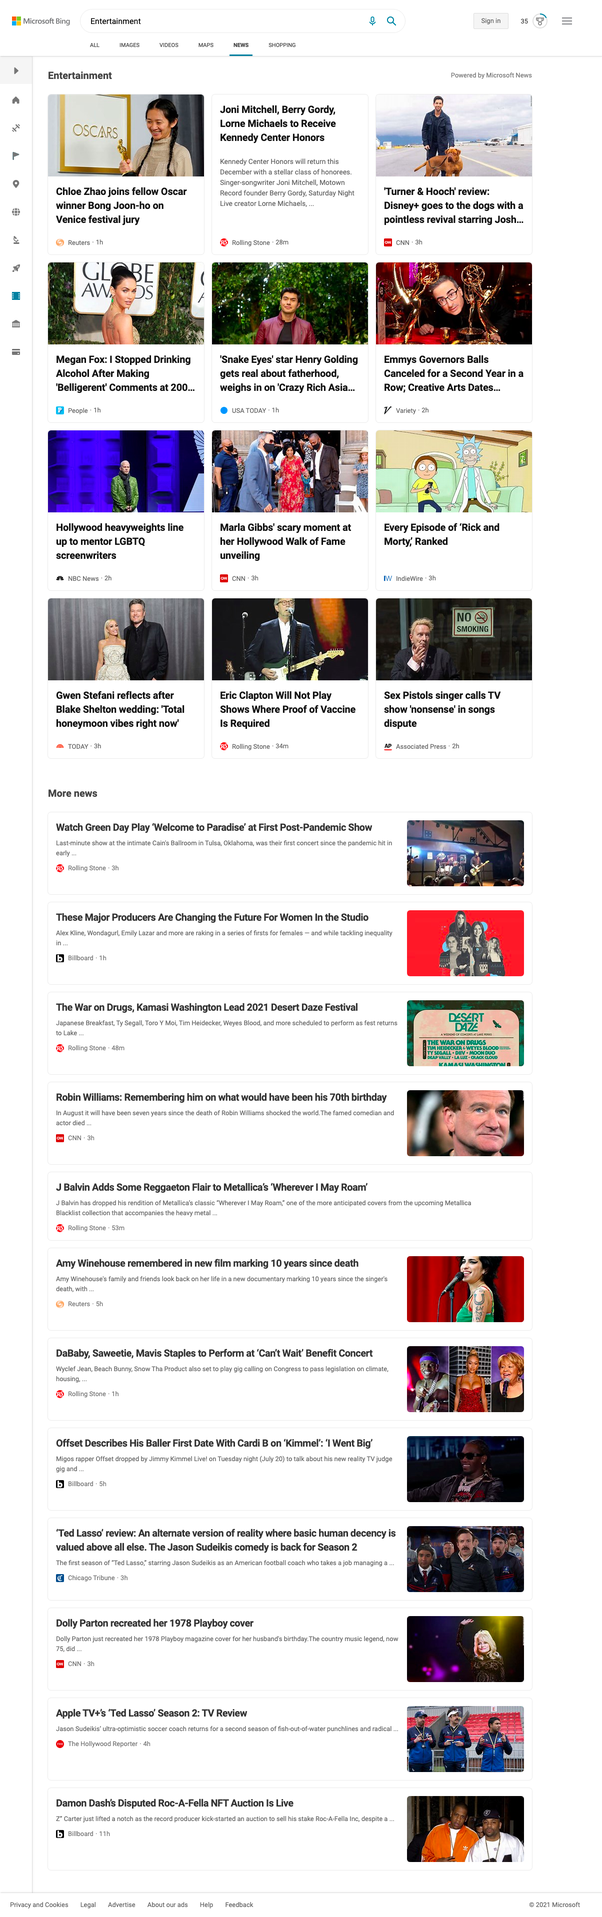 Microsoft Bing
Entertainment
Sign in
35
ALL IMAGES VIDEOS MAPS NEWS SHOPPING
Entertainment
Powered by Microsoft News
OSCARS
Chloe Zhao joins fellow Oscar
winner Bong Joon-ho on
Venice festival jury
Reuters · 1h
Joni Mitchell, Berry Gordy,
Lorne Michaels to Receive
Kennedy Center Honors
Kennedy Center Honors will return this
December with a stellar class of honorees.
Singer-songwriter Joni Mitchell, Motown
Record founder Berry Gordy, Saturday Night
Live creator Lorne Michaels, ...
Rolling Stone · 28m
'Turner & Hooch' review:
Disney+ goes to the dogs with a
pointless revival starring Josh...
CNN · 3h
GLOBE
AWARDS
Megan Fox: I Stopped Drinking
Alcohol After Making
'Belligerent' Comments at 200...
People · 1h
'Snake Eyes' star Henry Golding
gets real about fatherhood,
weighs in on 'Crazy Rich Asia...
USA TODAY · 1h
Emmys Governors Balls
Canceled for a Second Year in a
Row; Creative Arts Dates...
Variety · 2h
Hollywood heavyweights line
up to mentor LGBTQ
screenwriters
NBC News · 2h
Marla Gibbs' scary moment at
her Hollywood Walk of Fame
unveiling
CNN · 3h
Every Episode of ‘Rick and
Morty,’ Ranked
IndieWire · 3h
Gwen Stefani reflects after
Blake Shelton wedding: 'Total
honeymoon vibes right now'
TODAY · 3h
Eric Clapton Will Not Play
Shows Where Proof of Vaccine
Is Required
Rolling Stone · 34m
NO
SMOKING
Sex Pistols singer calls TV
show 'nonsense' in songs
dispute
AP Associated Press · 2h
More news
Watch Green Day Play ‘Welcome to Paradise’ at First Post-Pandemic Show
Last-minute show at the intimate Cain's Ballroom in Tulsa, Oklahoma, was their first concert since the pandemic hit in
early ...
Rolling Stone · 3h
These Major Producers Are Changing the Future For Women In the Studio
Alex Kline, Wondagurl, Emily Lazar and more are raking in a series of firsts for females — and while tackling inequality
in ...
Billboard · 1h
The War on Drugs, Kamasi Washington Lead 2021 Desert Daze Festival
Japanese Breakfast, Ty Segall, Toro Y Moi, Tim Heidecker, Weyes Blood, and more scheduled to perform as fest returns
to Lake ...
Rolling Stone · 48m
DESERT
DAZE
THE WAR ON DRUGS
TIM HEIDECKER & WEYES BLOOD
TY SEGALL
KAMASI WASHINGTON
Robin Williams: Remembering him on what would have been his 70th birthday
In August it will have been seven years since the death of Robin Williams shocked the world.The famed comedian and
actor died ...
CNN · 3h
J Balvin Adds Some Reggaeton Flair to Metallica’s ‘Wherever I May Roam’
J Balvin has dropped his rendition of Metallica's classic “Wherever I May Roam,” one of the more anticipated covers from the upcoming Metallica
Blacklist collection that accompanies the heavy metal ...
Rolling Stone · 53m
Amy Winehouse remembered in new film marking 10 years since death
Amy Winehouse's family and friends look back on her life in a new documentary marking 10 years since the singer's
death, with ...
Reuters · 5h
DaBaby, Saweetie, Mavis Staples to Perform at ‘Can’t Wait’ Benefit Concert
Wyclef Jean, Beach Bunny, Snow Tha Product also set to play gig calling on Congress to pass legislation on climate,
housing, ...
Rolling Stone · 1h
Offset Describes His Baller First Date With Cardi B on ‘Kimmel’: ‘I Went Big’
Migos rapper Offset dropped by Jimmy Kimmel Live! on Tuesday night (July 20) to talk about his new reality TV judge
gig and ...
Billboard · 5h
‘Ted Lasso’ review: An alternate version of reality where basic human decency is
valued above all else. The Jason Sudeikis comedy is back for Season 2
The first season of “Ted Lasso,” starring Jason Sudeikis as an American football coach who takes a job managing a ...
Chicago Tribune · 3h
Dolly Parton recreated her 1978 Playboy cover
Dolly Parton just recreated her 1978 Playboy magazine cover for her husband's birthday.The country music legend, now
75, did ...
CNN · 3h
Apple TV+’s ‘Ted Lasso’ Season 2: TV Review
Jason Sudeikis' ultra-optimistic soccer coach returns for a second season of fish-out-of-water punchlines and radical ...
The Hollywood Reporter · 4h
Damon Dash's Disputed Roc-A-Fella NFT Auction Is Live
Z" Carter just lifted a notch as the record producer kick-started an auction to sell his stake Roc-A-Fella Inc, despite a ...
Billboard · 11h
Privacy and Cookies Legal Advertise About our ads Help Feedback
© 2021 Microsoft